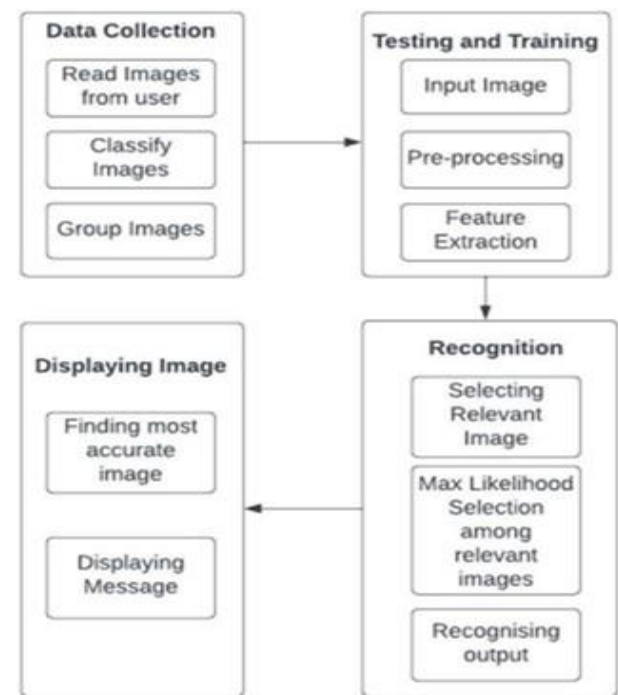 Data Collection
Read Images
from user
Classify
Images
Group Images
Testing and Training
Input Image
Pre-processing
Feature
Extraction
Recognition
Selecting
Relevant
Image
Max Likelihood
Selection
among
relevant
images
Recognising
output
Displaying Image
Finding most
accurate
image
Displaying
Message